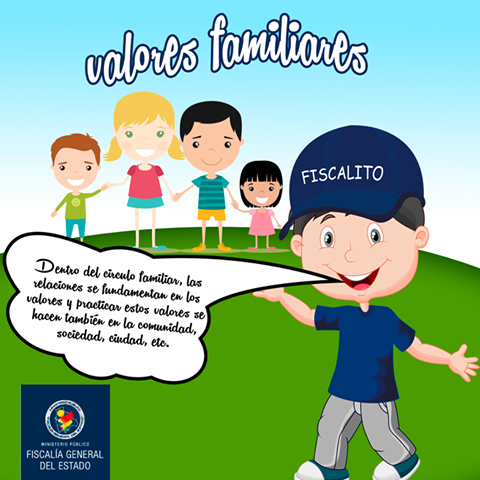 valores familiares
FISCALITO
Dentro del circulo familiar, las
relaciones se fundamentan en los
valores y practicar estos valores se
hacen también en la comunidad,
sociedad, ciudad, etc.
MINISTERIO PÚBLICO
FISCALÍA GENERAL
DEL ESTADO